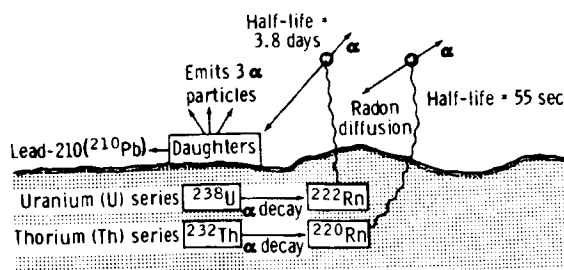 Half-life =
3.8 days
α
α
Emits 3 α
particles
Radon
diffusion
Half-life = 55 sec
Lead-210(²¹⁰Pb)
Daughters
Uranium (U) series
²³⁸U
α decay
²²²Rn
Thorium (Th) series
²³²Th
α decay
²²⁰Rn